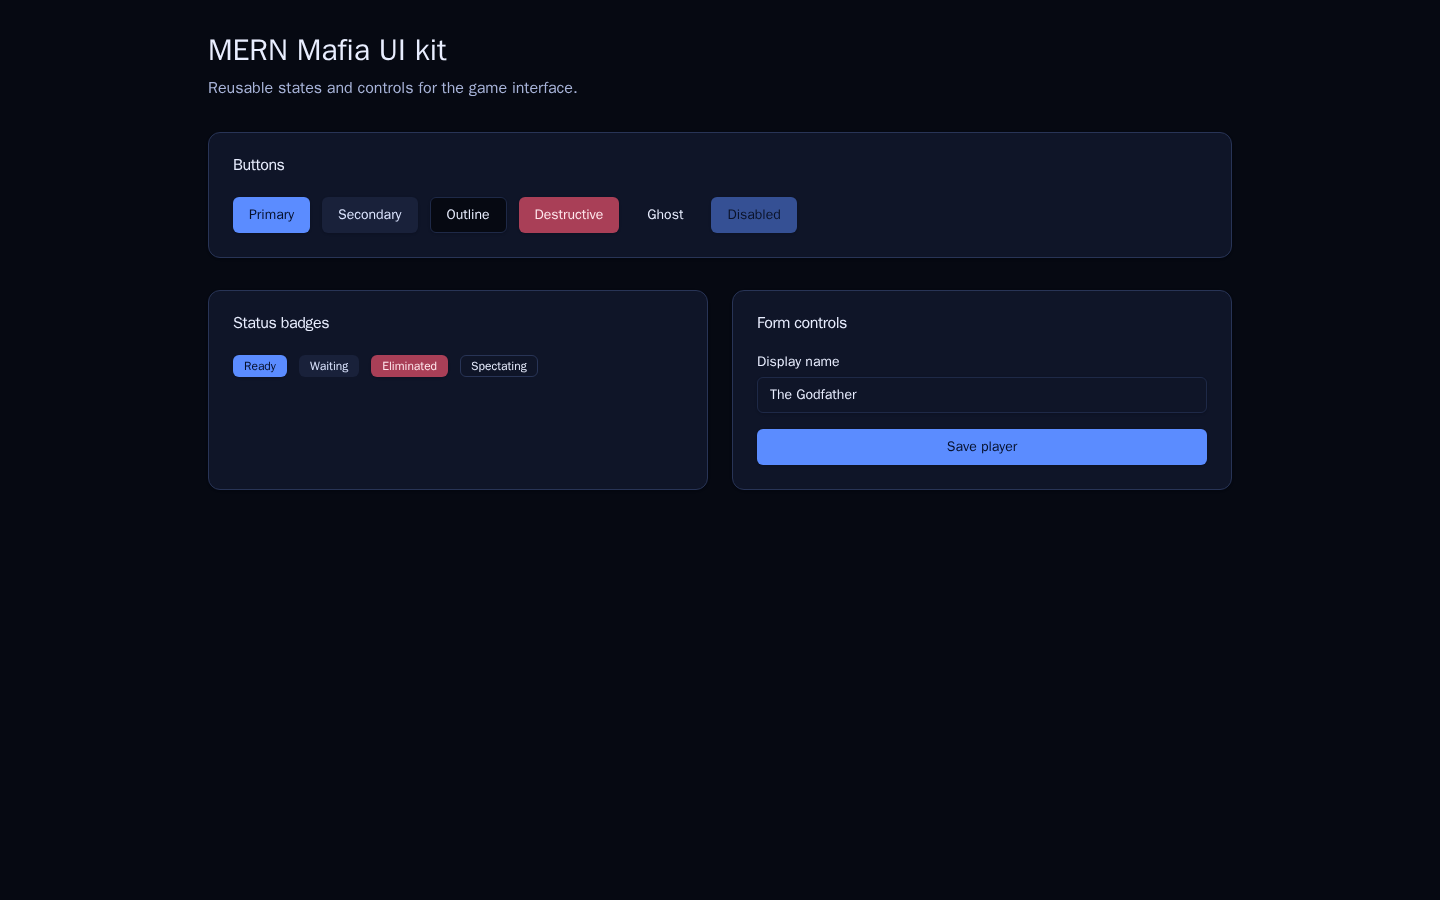 MERN Mafia UI kit
Reusable states and controls for the game interface.
Buttons
Primary Secondary Outline Destructive Ghost Disabled
Status badges
Ready Waiting Eliminated Spectating
Form controls
Display name
The Godfather
Save player